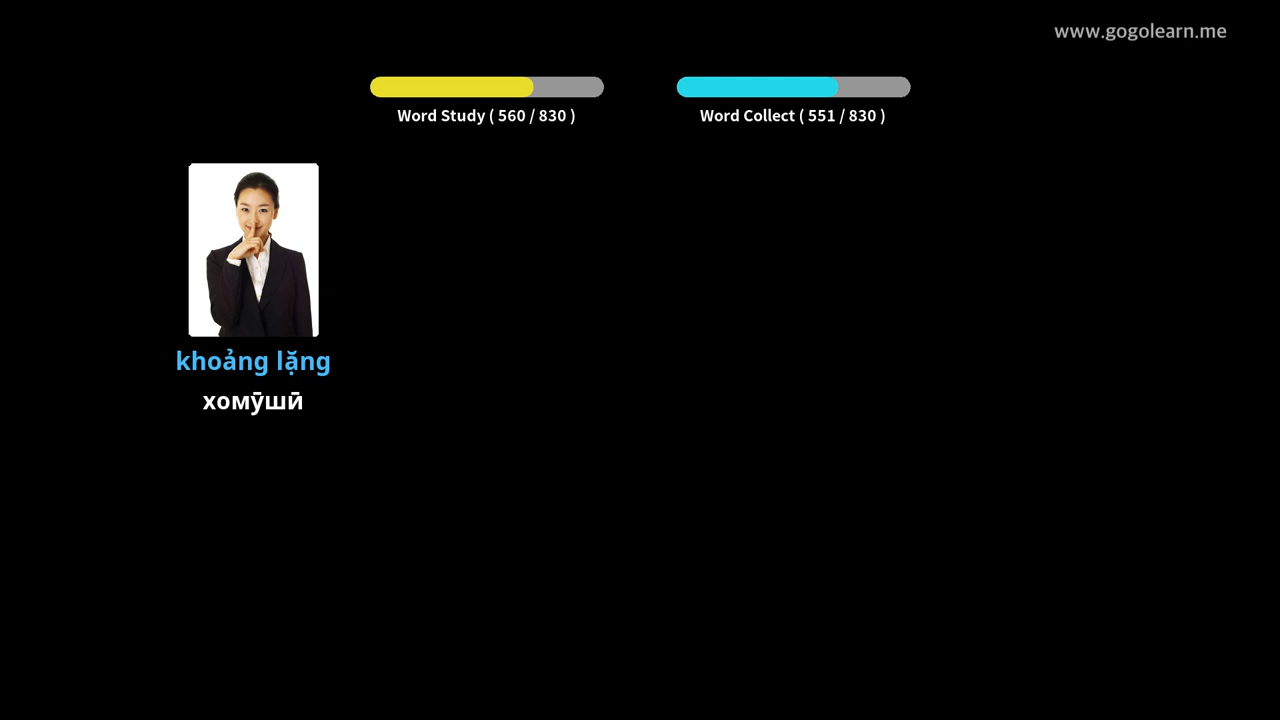 www.gogolearn.me
Word Study ( 560 / 830 )
Word Collect ( 551 / 830 )
khoảng lặng
хомӯшӣ